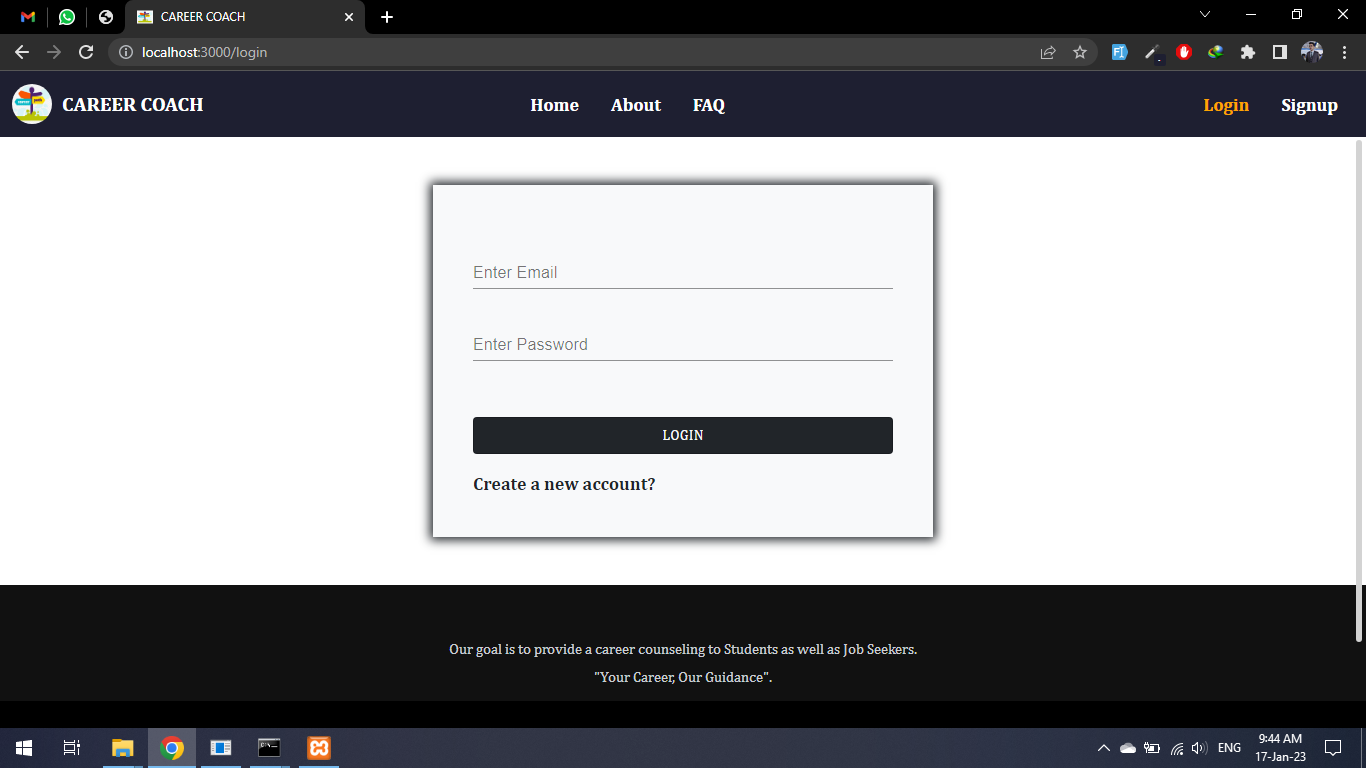 CAREER COACH
localhost:3000/login
CAREER COACH
Home About FAQ
Login Signup
Enter Email
Enter Password
LOGIN
Create a new account?
Our goal is to provide a career counseling to Students as well as Job Seekers.
"Your Career, Our Guidance".
ENG
9:44 AM
17-Jan-23